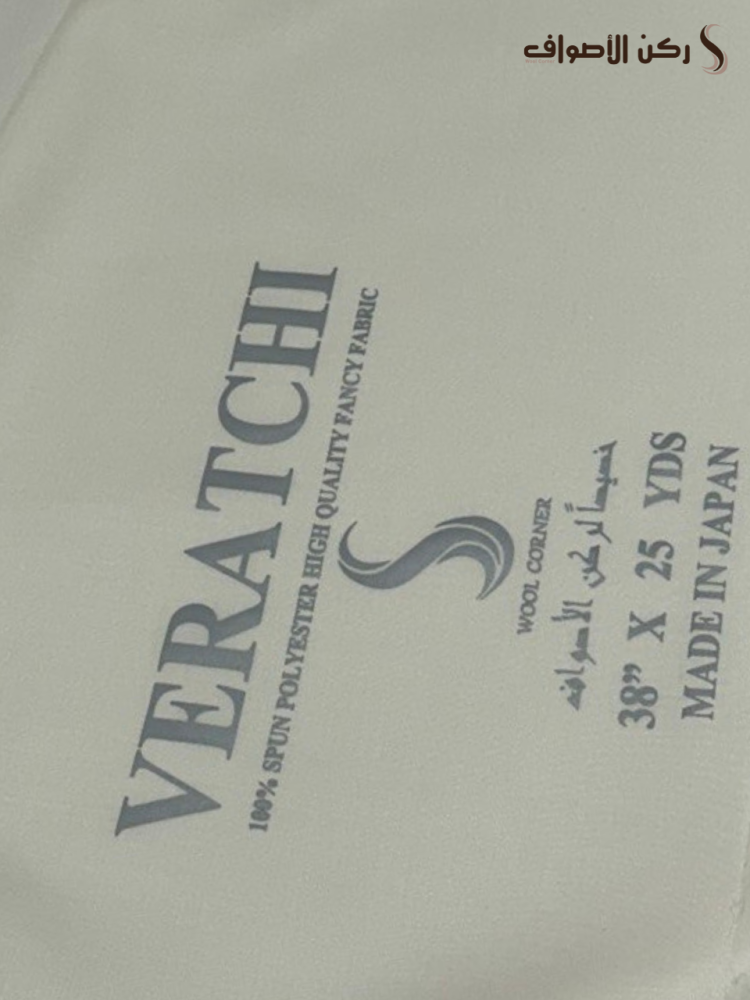 ركن الأصواف
VERATCHI
100% SPUN POLYESTER HIGH QUALITY FANCY FABRIC
WOOL CORNER
خصيصاً لركن الأصواف
38” X 25 YDS
MADE IN JAPAN